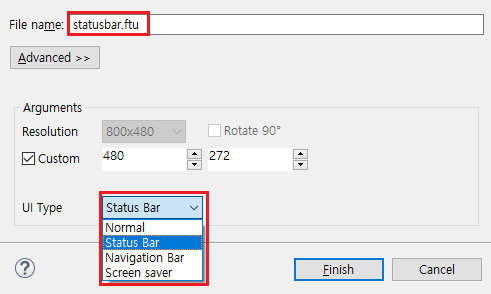 File name: statusbar.ftu
Advanced >>
Arguments
Resolution 800x480 Rotate 90°
Custom 480 272
UI Type Status Bar
Normal
Status Bar
Navigation Bar
Screen saver
? Finish Cancel